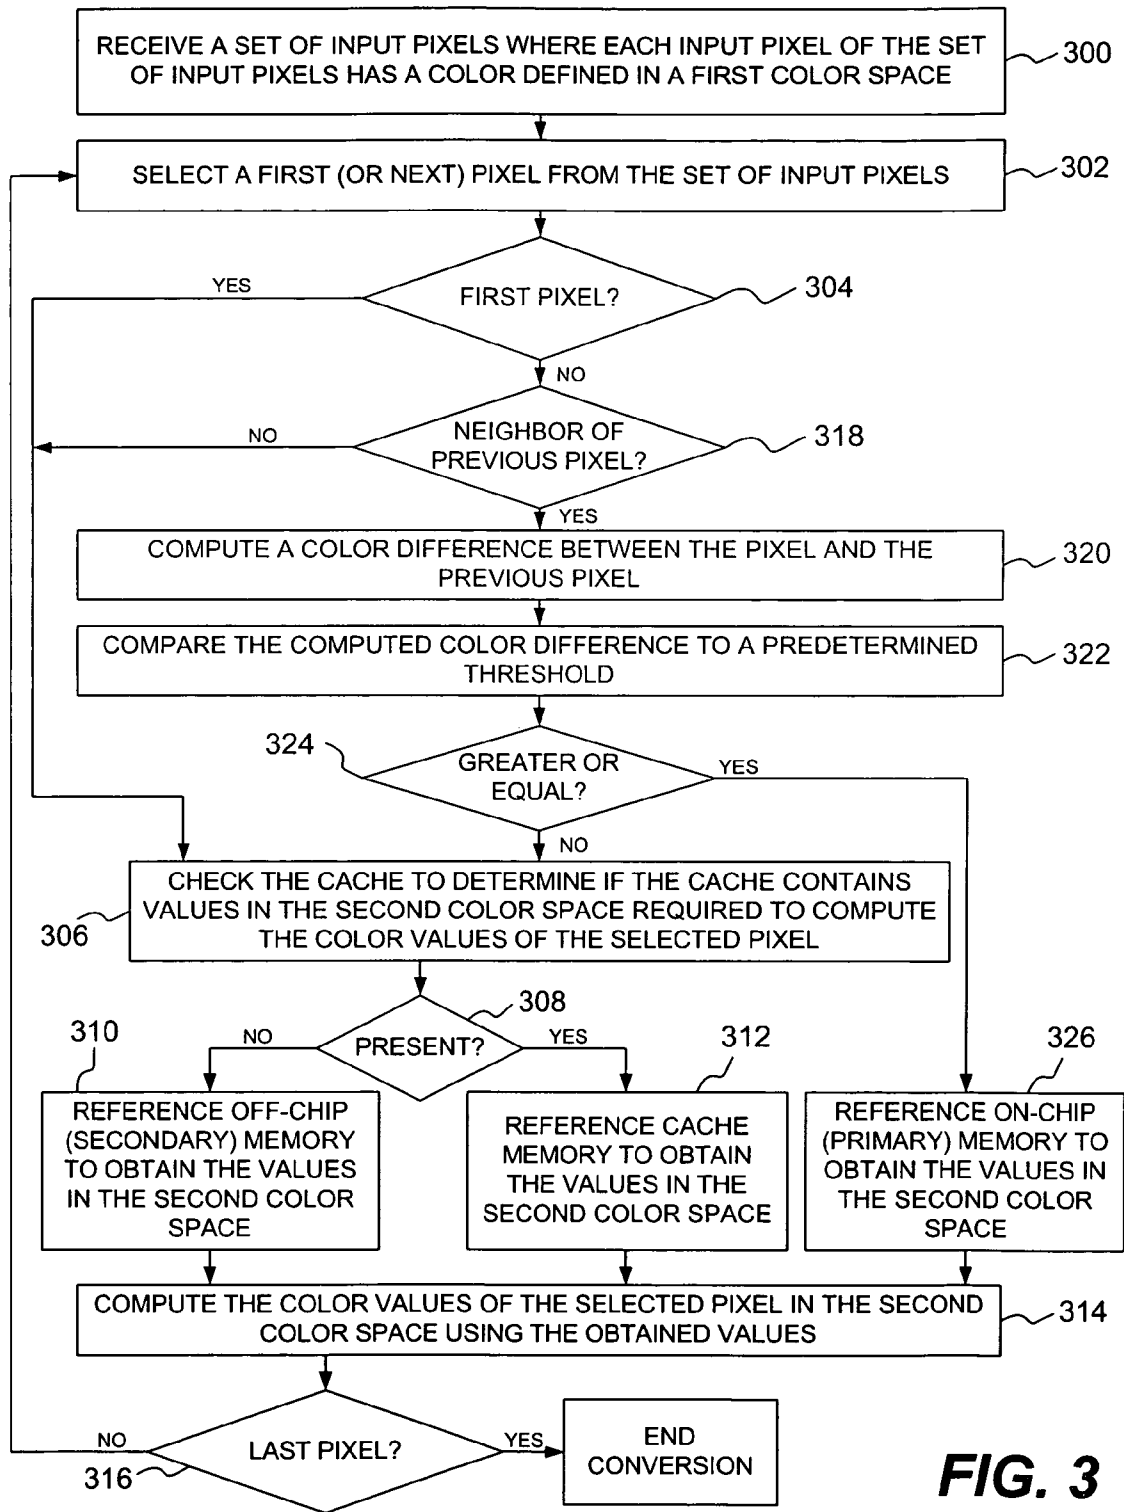 RECEIVE A SET OF INPUT PIXELS WHERE EACH INPUT PIXEL OF THE SET
OF INPUT PIXELS HAS A COLOR DEFINED IN A FIRST COLOR SPACE
300
SELECT A FIRST (OR NEXT) PIXEL FROM THE SET OF INPUT PIXELS
302
YES
FIRST PIXEL?
304
NO
NO
NEIGHBOR OF
PREVIOUS PIXEL?
318
YES
COMPUTE A COLOR DIFFERENCE BETWEEN THE PIXEL AND THE
PREVIOUS PIXEL
320
COMPARE THE COMPUTED COLOR DIFFERENCE TO A PREDETERMINED
THRESHOLD
322
324
GREATER OR
EQUAL?
YES
NO
CHECK THE CACHE TO DETERMINE IF THE CACHE CONTAINS
VALUES IN THE SECOND COLOR SPACE REQUIRED TO COMPUTE
THE COLOR VALUES OF THE SELECTED PIXEL
306
308
NO
PRESENT?
YES
310
REFERENCE OFF-CHIP
(SECONDARY) MEMORY
TO OBTAIN THE VALUES
IN THE SECOND COLOR
SPACE
312
REFERENCE CACHE
MEMORY TO OBTAIN
THE VALUES IN THE
SECOND COLOR SPACE
326
REFERENCE ON-CHIP
(PRIMARY) MEMORY TO
OBTAIN THE VALUES IN
THE SECOND COLOR
SPACE
COMPUTE THE COLOR VALUES OF THE SELECTED PIXEL IN THE SECOND
COLOR SPACE USING THE OBTAINED VALUES
314
NO
LAST PIXEL?
316
YES
END
CONVERSION
FIG. 3